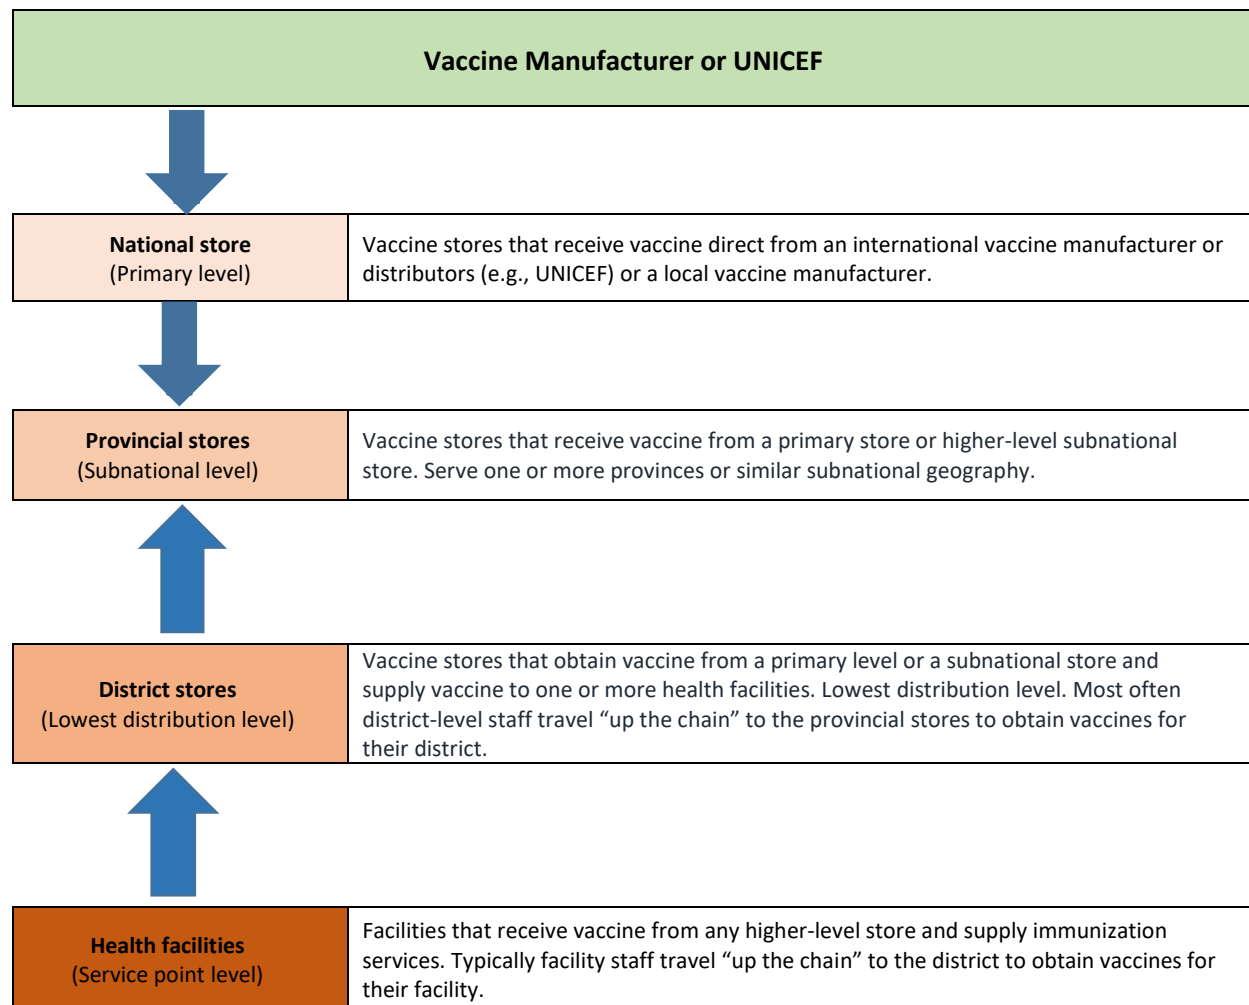 Vaccine Manufacturer or UNICEF
National store
(Primary level)
Vaccine stores that receive vaccine direct from an international vaccine manufacturer or
distributors (e.g., UNICEF) or a local vaccine manufacturer.
Provincial stores
(Subnational level)
Vaccine stores that receive vaccine from a primary store or higher-level subnational
store. Serve one or more provinces or similar subnational geography.
District stores
(Lowest distribution level)
Vaccine stores that obtain vaccine from a primary level or a subnational store and
supply vaccine to one or more health facilities. Lowest distribution level. Most often
district-level staff travel “up the chain” to the provincial stores to obtain vaccines for
their district.
Health facilities
(Service point level)
Facilities that receive vaccine from any higher-level store and supply immunization
services. Typically facility staff travel “up the chain” to the district to obtain vaccines for
their facility.